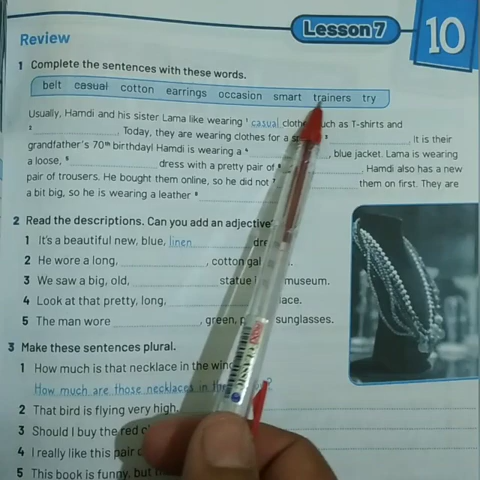 Review
Lesson 7
10
1 Complete the sentences with these words.
belt casual cotton earrings occasion smart trainers try
Usually, Hamdi and his sister Lama like wearing 1 casual such as T-shirts and
2 . Today, they are wearing clothes for a 3 . It is their
grandfather's 70th birthday! Hamdi is wearing a 4 , blue jacket. Lama is wearing
a loose, 5 dress with a pretty pair of . Hamdi also has a new
pair of trousers. He bought them online, so he did not them on first. They are
a bit big, so he is wearing a leather 8
2 Read the descriptions. Can you add an adjective
1 It's a beautiful new, blue, linen
2 He wore a long, , cotton
3 We saw a big, old, statue museum.
4 Look at that pretty, long,
5 The man wore , green, sunglasses.
3 Make these sentences plural.
1 How much is that necklace in the
How much are those necklaces in
2 That bird is flying very high.
3 Should I buy the red
4 I really like this pair
5 This book is funny, but